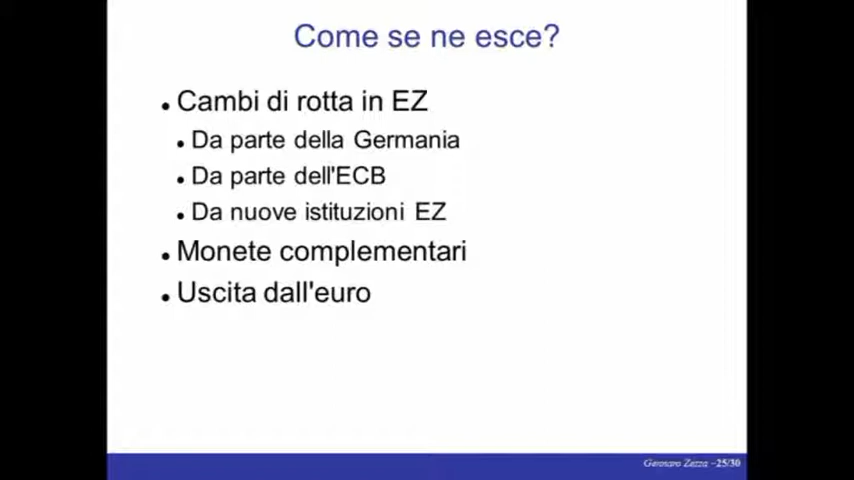 Come se ne esce?
• Cambi di rotta in EZ
• Da parte della Germania
• Da parte dell'ECB
• Da nuove istituzioni EZ
• Monete complementari
• Uscita dall'euro
Gennaro Zezza –25/30